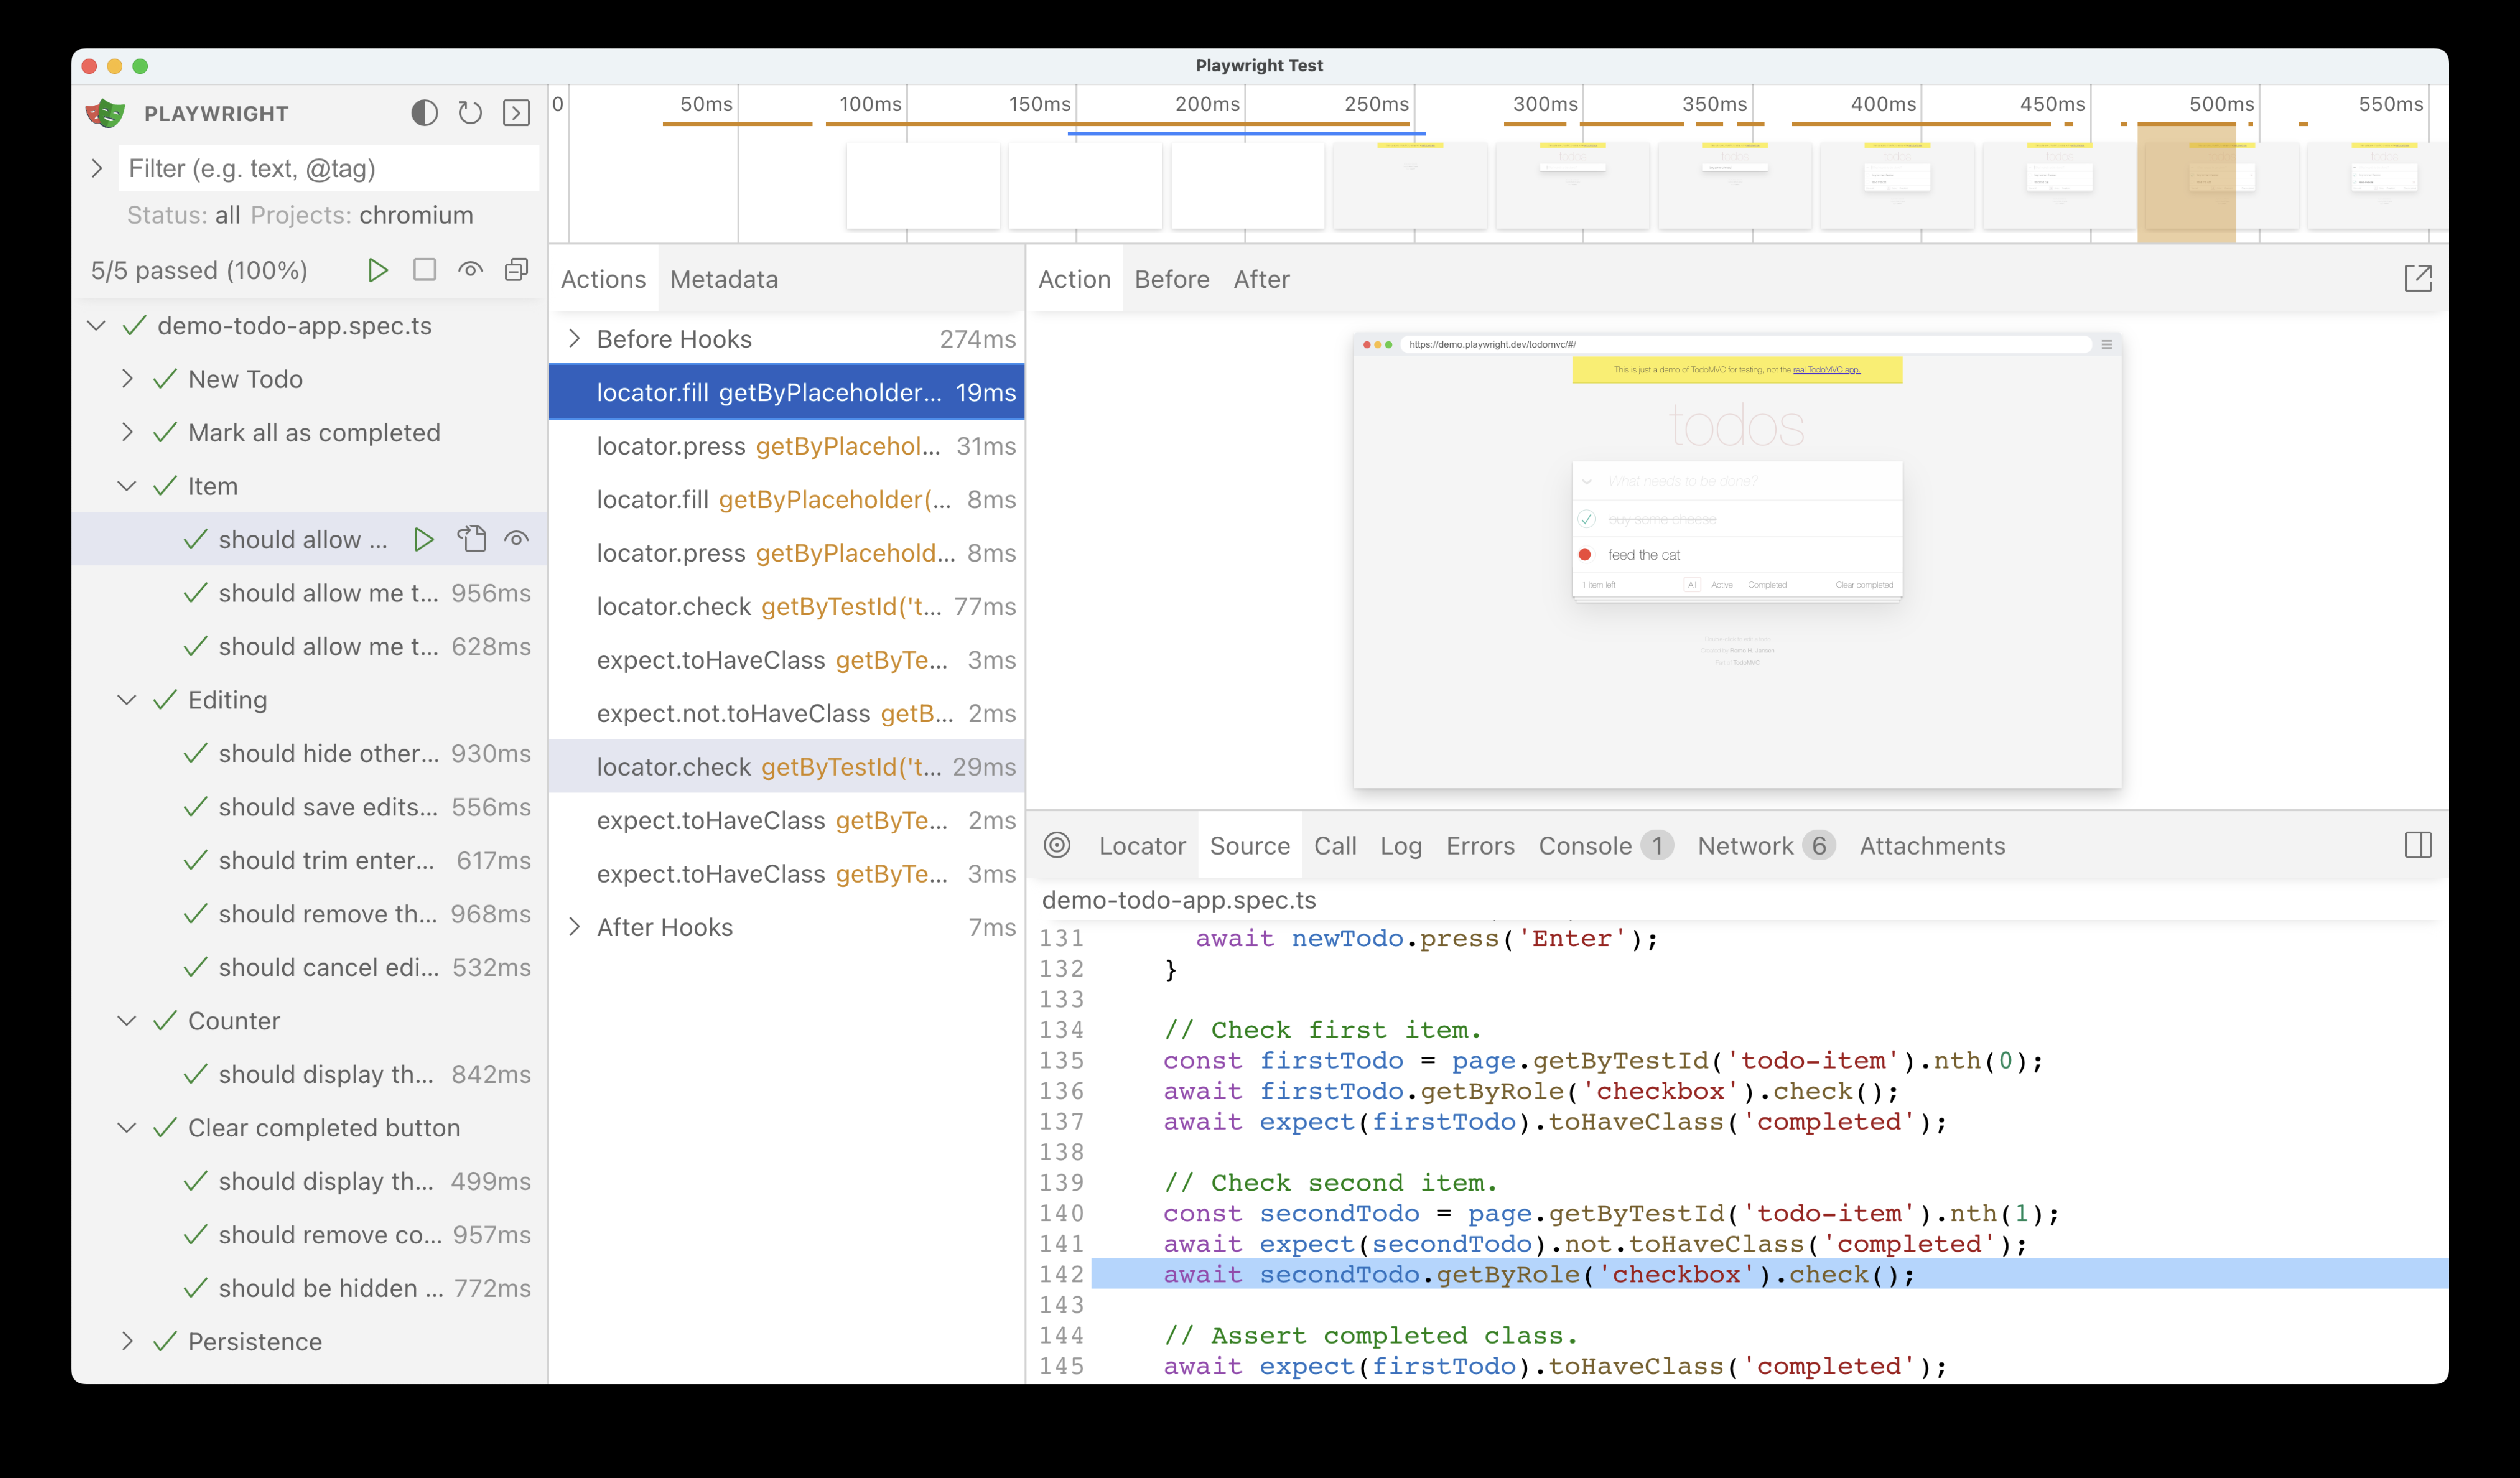 Playwright Test
PLAYWRIGHT
Filter (e.g. text, @tag)
Status: all Projects: chromium
5/5 passed (100%)
demo-todo-app.spec.ts
New Todo
Mark all as completed
Item
should allow ...
should allow me t... 956ms
should allow me t... 628ms
Editing
should hide other... 930ms
should save edits... 556ms
should trim enter... 617ms
should remove th... 968ms
should cancel edi... 532ms
Counter
should display th... 842ms
Clear completed button
should display th... 499ms
should remove co... 957ms
should be hidden ... 772ms
Persistence
0 50ms 100ms 150ms 200ms 250ms 300ms 350ms 400ms 450ms 500ms 550ms
Actions Metadata
Before Hooks 274ms
locator.fill getByPlaceholder... 19ms
locator.press getByPlacehol... 31ms
locator.fill getByPlaceholder(... 8ms
locator.press getByPlacehold... 8ms
locator.check getByTestId('t... 77ms
expect.toHaveClass getByTe... 3ms
expect.not.toHaveClass getB... 2ms
locator.check getByTestId('t... 29ms
expect.toHaveClass getByTe... 2ms
expect.toHaveClass getByTe... 3ms
After Hooks 7ms
Action Before After
https://demo.playwright.dev/todomvc/#/
This is just a demo of TodoMVC for testing, not the real TodoMVC app.
todos
What needs to be done?
buy some cheese
feed the cat
1 item left All Active Completed Clear completed
Locator Source Call Log Errors Console 1 Network 6 Attachments
demo-todo-app.spec.ts
131 await newTodo.press('Enter');
132 }
133
134 // Check first item.
135 const firstTodo = page.getByTestId('todo-item').nth(0);
136 await firstTodo.getByRole('checkbox').check();
137 await expect(firstTodo).toHaveClass('completed');
138
139 // Check second item.
140 const secondTodo = page.getByTestId('todo-item').nth(1);
141 await expect(secondTodo).not.toHaveClass('completed');
142 await secondTodo.getByRole('checkbox').check();
143
144 // Assert completed class.
145 await expect(firstTodo).toHaveClass('completed');